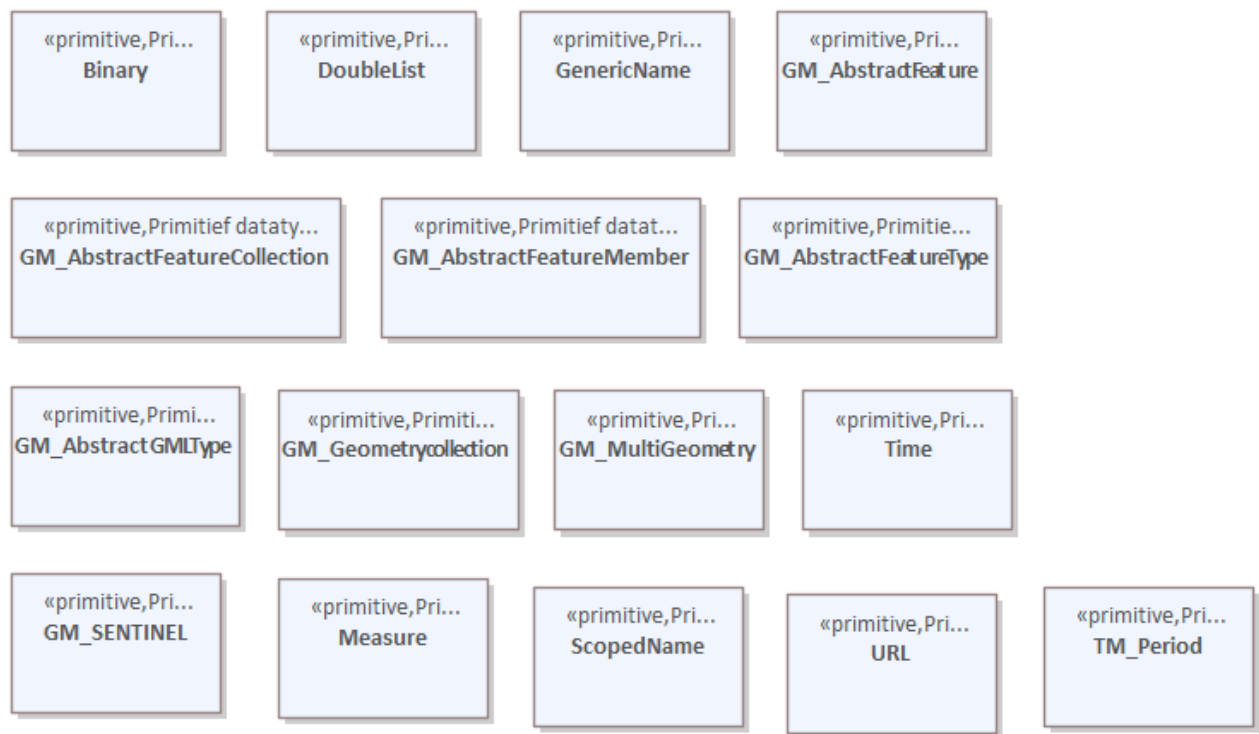 «primitive,Pri...
Binary
«primitive,Pri...
DoubleList
«primitive,Pri...
GenericName
«primitive,Pri...
GM_AbstractFeature
«primitive,Primitief dataty...
GM_AbstractFeatureCollection
«primitive,Primitief datat...
GM_AbstractFeatureMember
«primitive,Primitie...
GM_AbstractFeatureType
«primitive,Primi...
GM_AbstractGMLType
«primitive,Primiti...
GM_Geometrycollection
«primitive,Pri...
GM_MultiGeometry
«primitive,Pri...
Time
«primitive,Pri...
GM_SENTINEL
«primitive,Pri...
Measure
«primitive,Pri...
ScopedName
«primitive,Pri...
URL
«primitive,Pri...
TM_Period